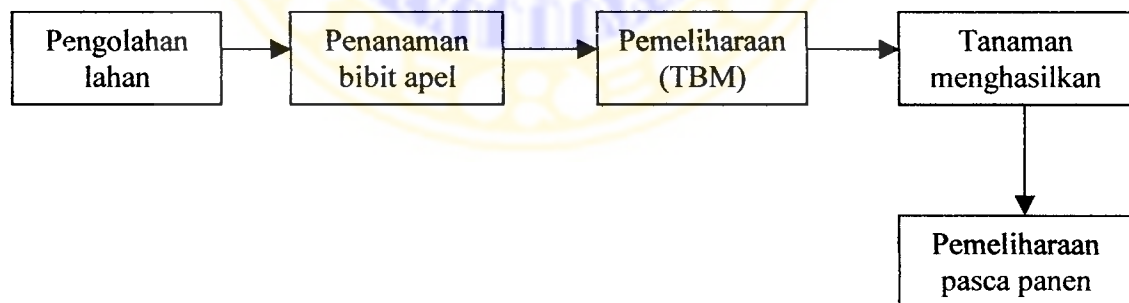 Pengolahan
lahan
Penanaman
bibit apel
Pemeliharaan
(TBM)
Tanaman
menghasilkan
Pemeliharaan
pasca panen